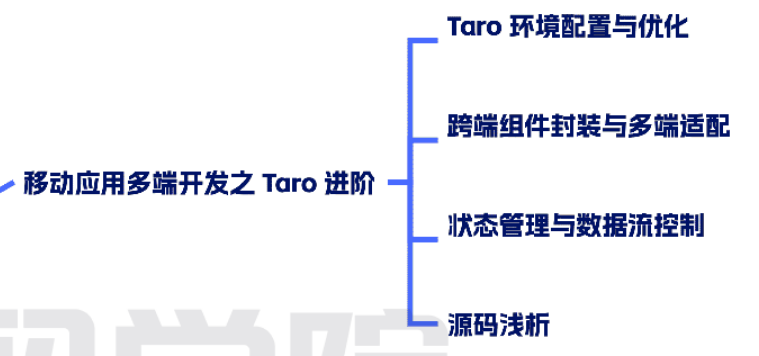 Taro 环境配置与优化
跨端组件封装与多端适配
移动应用多端开发之 Taro 进阶
状态管理与数据流控制
源码浅析